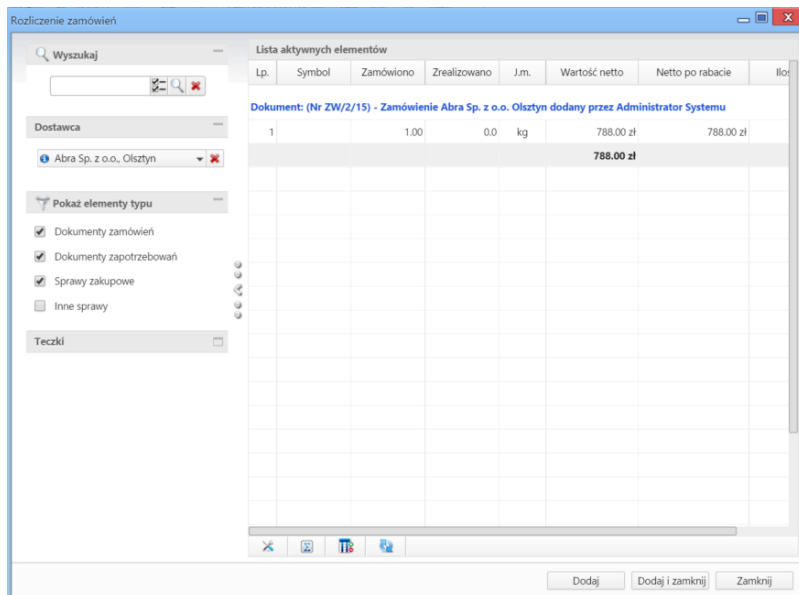 Rozliczenie zamówień
Wyszukaj
Dostawca
Abra Sp. z o.o., Olsztyn
Pokaż elementy typu
Dokumenty zamówień
Dokumenty zapotrzebowań
Sprawy zakupowe
Inne sprawy
Teczki
Lista aktywnych elementów
Lp. Symbol Zamówiono Zrealizowano J.m. Wartość netto Netto po rabacie Iloś
Dokument: (Nr ZW/2/15) - Zamówienie Abra Sp. z o.o. Olsztyn dodany przez Administrator Systemu
1 1.00 0.0 kg 788.00 zł 788.00 zł
788.00 zł
Dodaj Dodaj i zamknij Zamknij